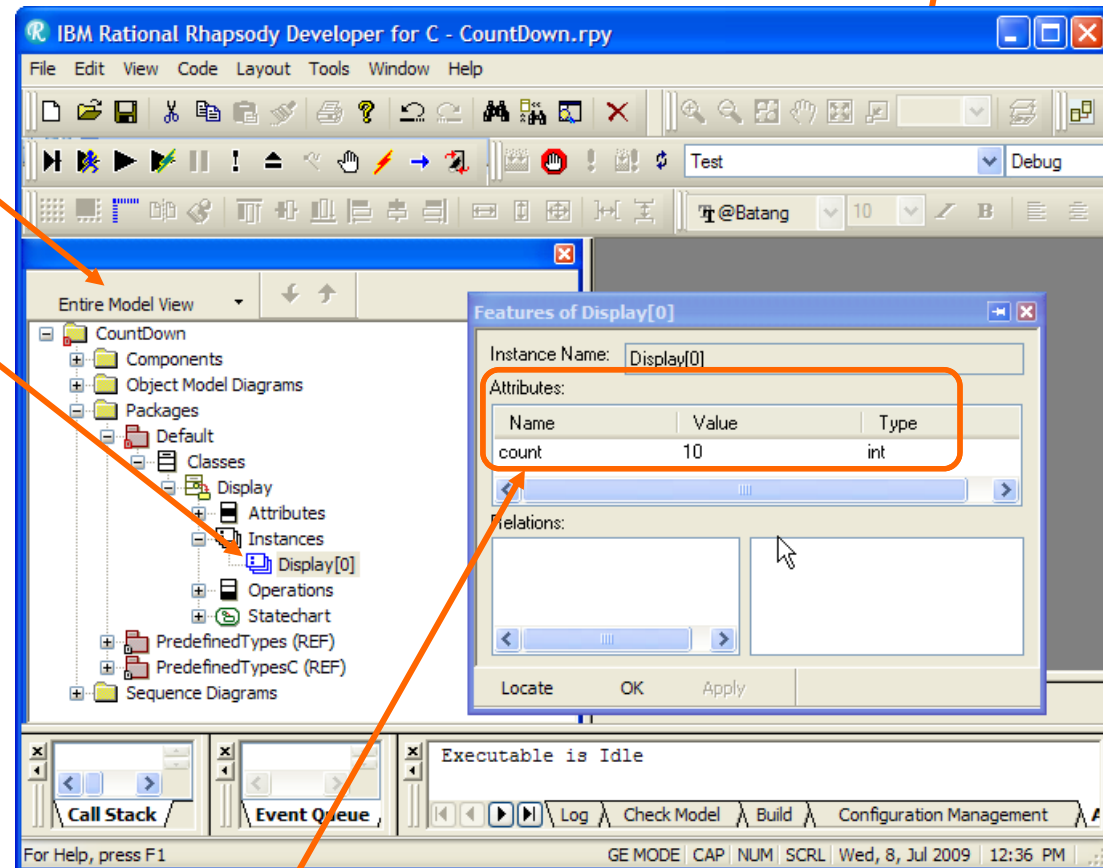 IBM Rational Rhapsody Developer for C - CountDown.rpy
File Edit View Code Layout Tools Window Help
Test Debug
@Batang 10 I B
Entire Model View
CountDown
Components
Object Model Diagrams
Packages
Default
Classes
Display
Attributes
Instances
Display[0]
Operations
Statechart
PredefinedTypes (REF)
PredefinedTypesC (REF)
Sequence Diagrams
Features of Display[0]
Instance Name: Display[0]
Attributes:
Name Value Type
count 10 int
Relations:
Locate OK Apply
Executable is Idle
Call Stack Event Queue Log Check Model Build Configuration Management
For Help, press F1 GE MODE CAP NUM SCRL Wed, 8, Jul 2009 12:36 PM